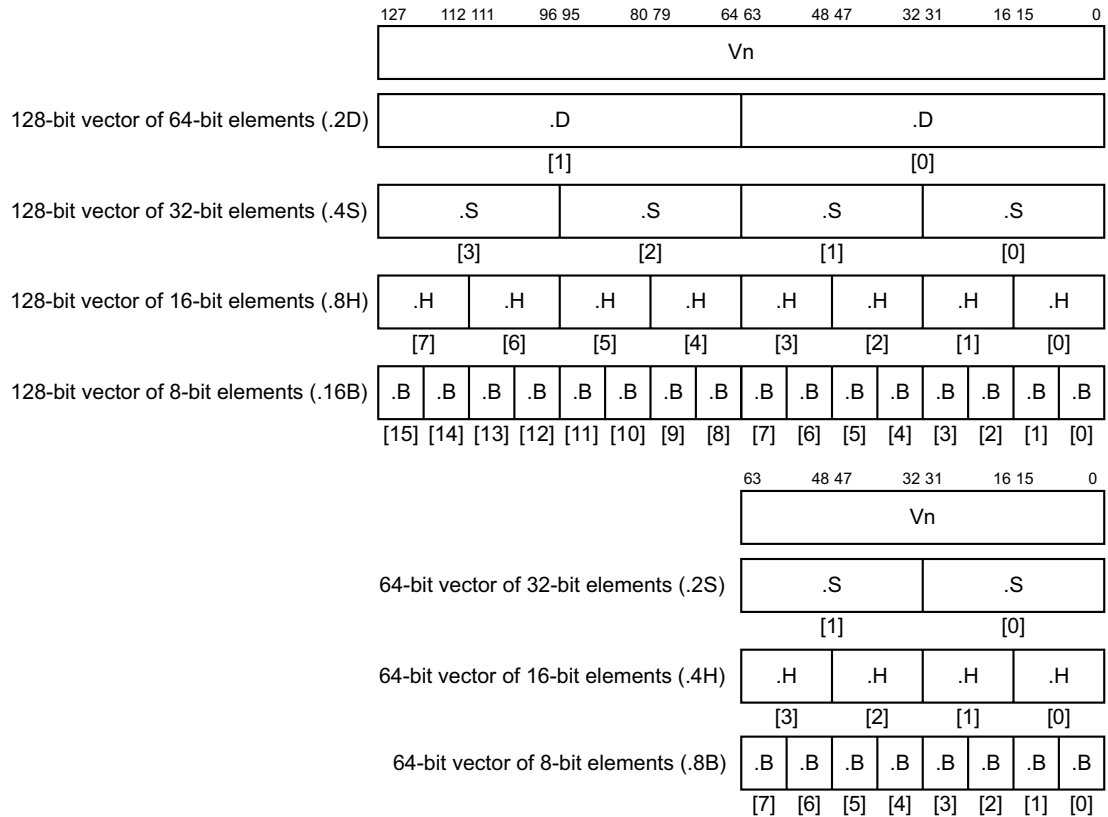 127 112 111 96 95 80 79 64 63 48 47 32 31 16 15 0
Vn
128-bit vector of 64-bit elements (.2D) .D .D
[1] [0]
128-bit vector of 32-bit elements (.4S) .S .S .S .S
[3] [2] [1] [0]
128-bit vector of 16-bit elements (.8H) .H .H .H .H .H .H .H .H
[7] [6] [5] [4] [3] [2] [1] [0]
128-bit vector of 8-bit elements (.16B) .B .B .B .B .B .B .B .B .B .B .B .B .B .B .B .B
[15] [14] [13] [12] [11] [10] [9] [8] [7] [6] [5] [4] [3] [2] [1] [0]
63 48 47 32 31 16 15 0
Vn
64-bit vector of 32-bit elements (.2S) .S .S
[1] [0]
64-bit vector of 16-bit elements (.4H) .H .H .H .H
[3] [2] [1] [0]
64-bit vector of 8-bit elements (.8B) .B .B .B .B .B .B .B .B
[7] [6] [5] [4] [3] [2] [1] [0]